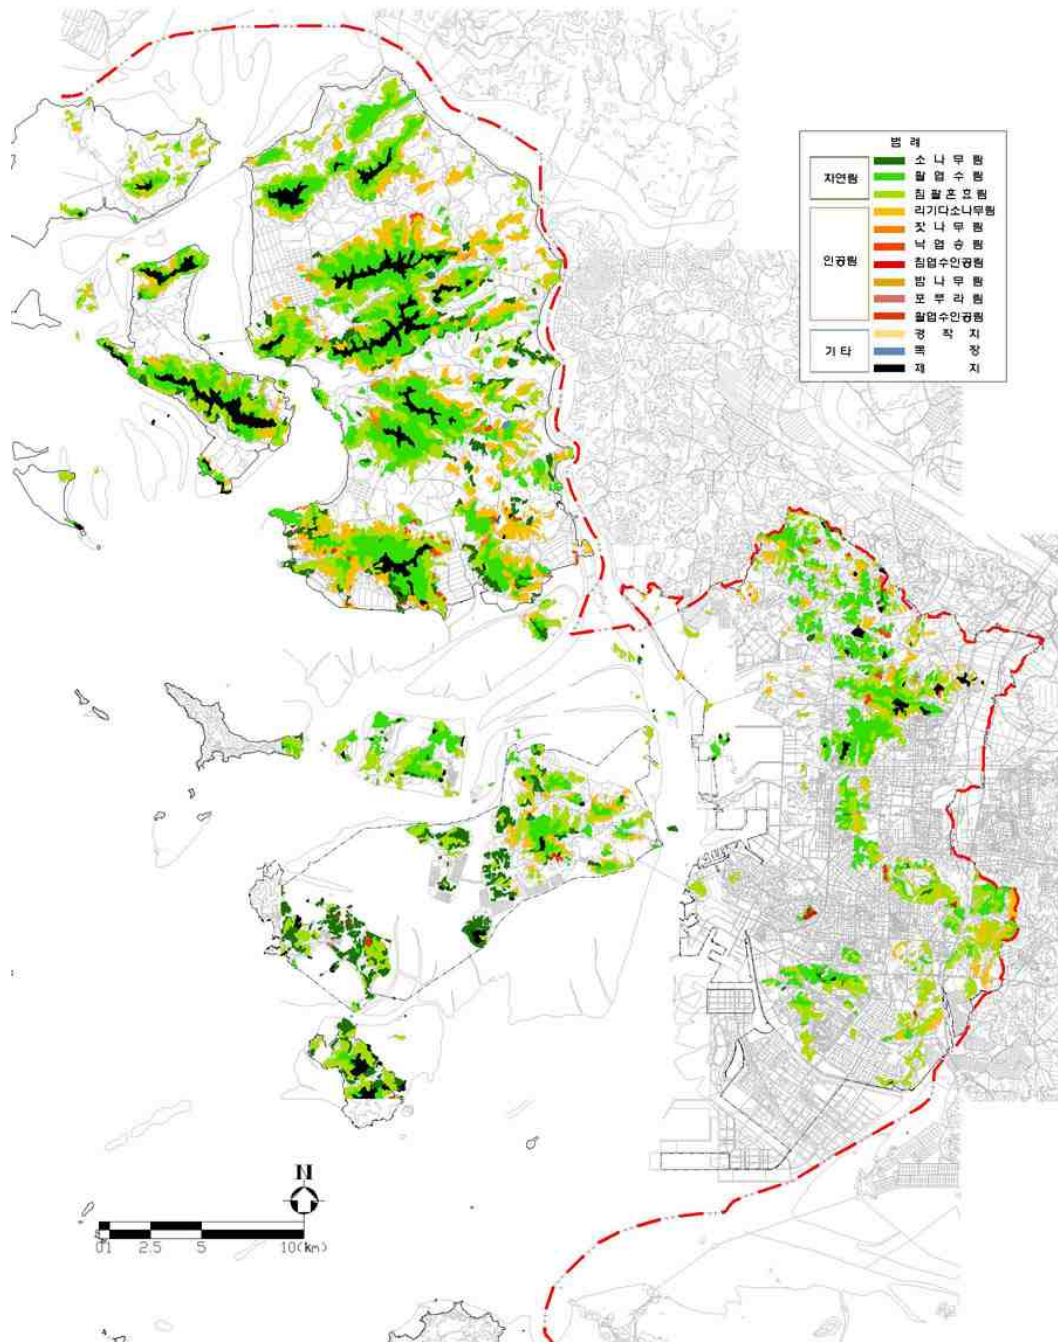 범 례
자연림
소 나 무 림
활 엽 수 림
침 활 혼 효 림
인공림
리기다소나무림
잣 나 무 림
낙 엽 송 림
침엽수인공림
밤 나 무 림
포 푸 라 림
활엽수인공림
기 타
경 작 지
목 장
제 지
N
0 1 2.5 5 10(km)